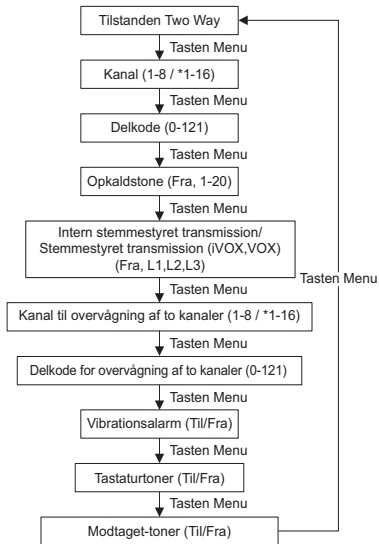 Tilstanden Two Way
Tasten Menu
Kanal (1-8 / *1-16)
Tasten Menu
Delkode (0-121)
Tasten Menu
Opkaldstone (Fra, 1-20)
Tasten Menu
Intern stemmestyret transmission/
Stemmestyret transmission (iVOX,VOX)
(Fra, L1,L2,L3)
Tasten Menu
Tasten Menu
Kanal til overvågning af to kanaler (1-8 / *1-16)
Tasten Menu
Delkode for overvågning af to kanaler (0-121)
Tasten Menu
Vibrationsalarm (Til/Fra)
Tasten Menu
Tastaturtoner (Til/Fra)
Tasten Menu
Modtaget-toner (Til/Fra)